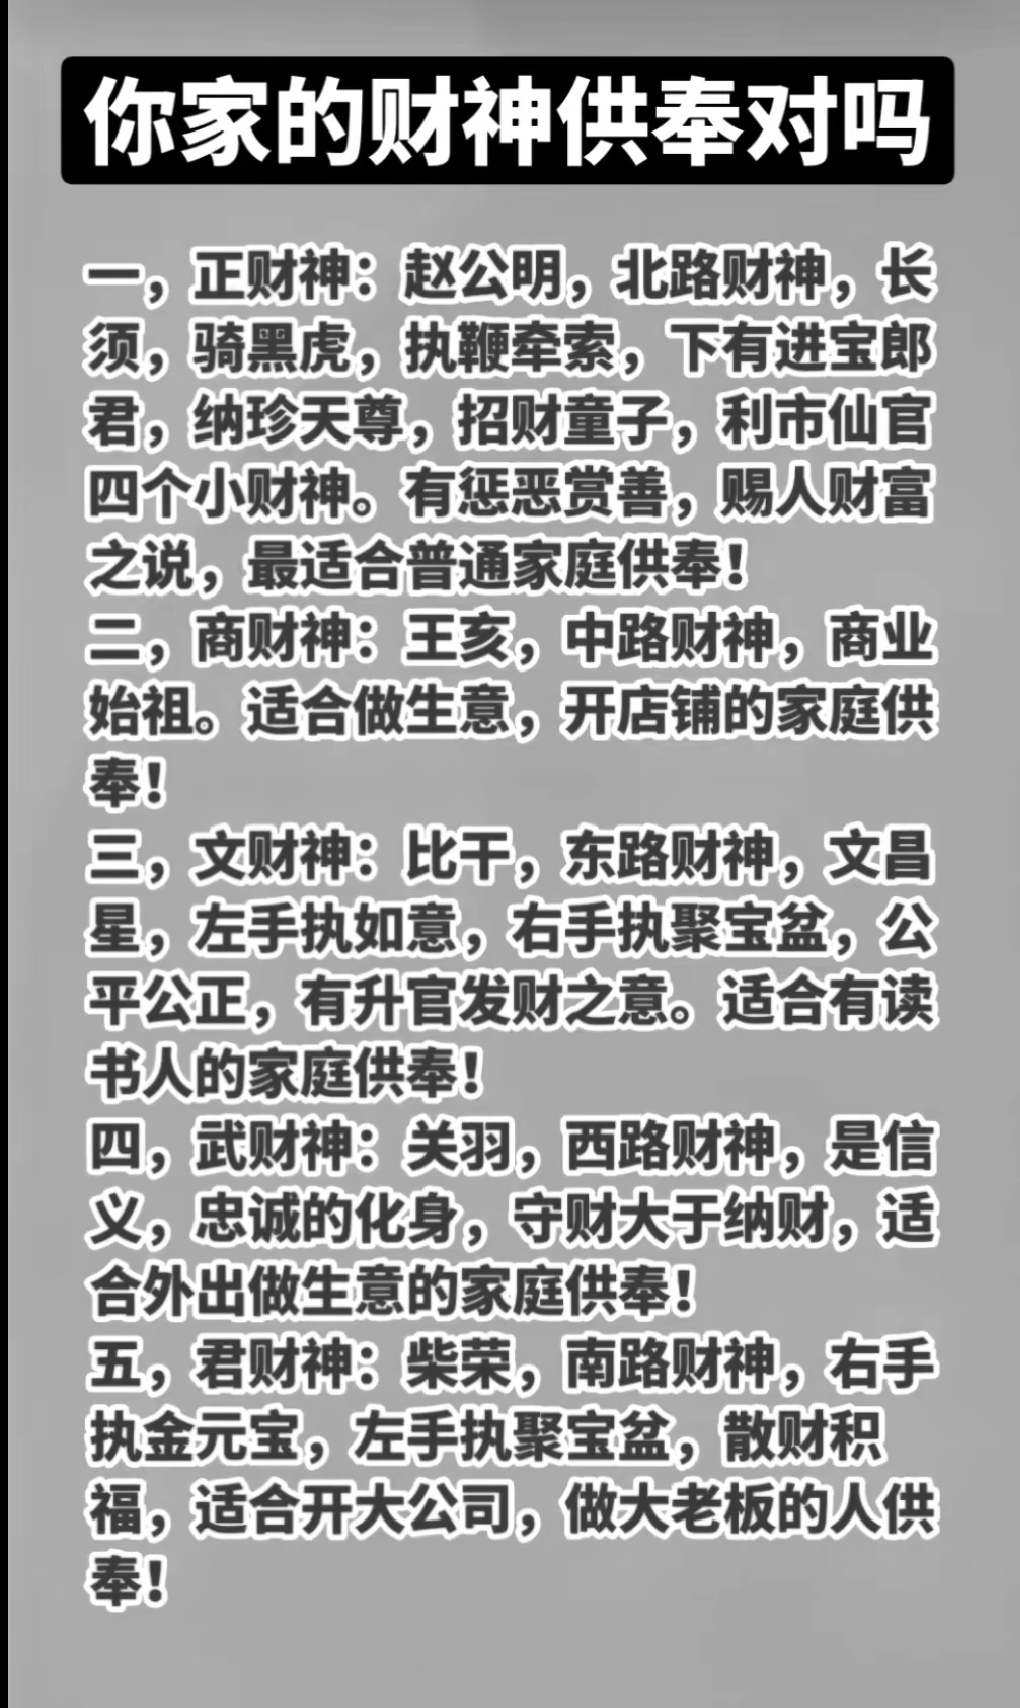 你家的财神供奉对吗
一，正财神：赵公明，北路财神，长
须，骑黑虎，执鞭牵索，下有进宝郎
君，纳珍天尊，招财童子，利市仙官
四个小财神。有惩恶赏善，赐人财富
之说，最适合普通家庭供奉！
二，商财神：王亥，中路财神，商业
始祖。适合做生意，开店铺的家庭供
奉！
三，文财神：比干，东路财神，文昌
星，左手执如意，右手执聚宝盆，公
平公正，有升官发财之意。适合有读
书人的家庭供奉！
四，武财神：关羽，西路财神，是信
义，忠诚的化身，守财大于纳财，适
合外出做生意的家庭供奉！
五，君财神：柴荣，南路财神，右手
执金元宝，左手执聚宝盆，散财积
福，适合开大公司，做大老板的人供
奉！